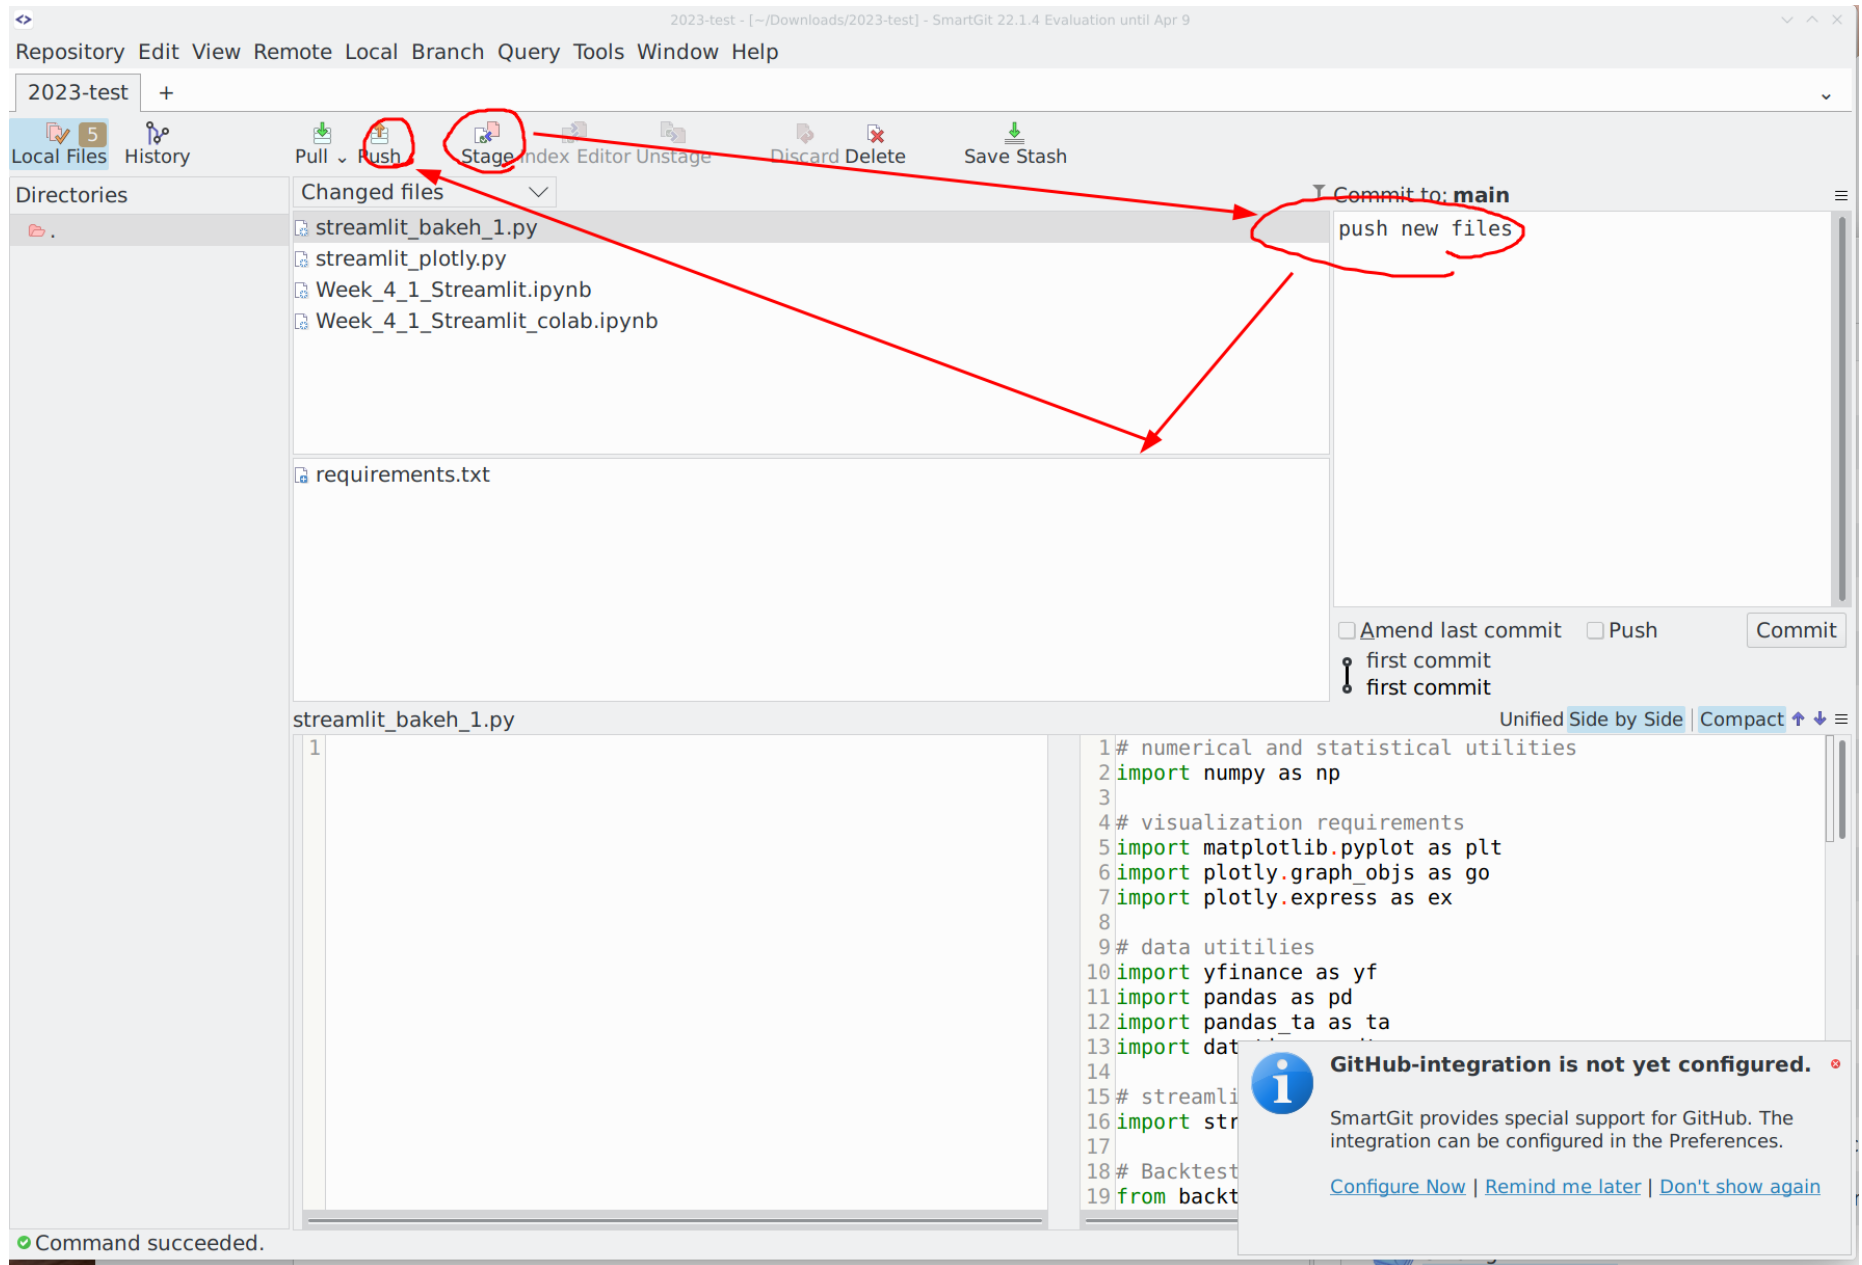 2023-test - [~/Downloads/2023-test] - SmartGit 22.1.4 Evaluation until Apr 9
Repository Edit View Remote Local Branch Query Tools Window Help
2023-test +
5
Local Files History Pull Push Stage Index Editor Unstage Discard Delete Save Stash
Directories
.
Changed files
streamlit_bakeh_1.py
streamlit_plotly.py
Week_4_1_Streamlit.ipynb
Week_4_1_Streamlit_colab.ipynb
requirements.txt
Commit to: main
push new files
Amend last commit Push Commit
first commit
first commit
streamlit_bakeh_1.py
Unified Side by Side | Compact
1
1 # numerical and statistical utilities
2 import numpy as np
3
4 # visualization requirements
5 import matplotlib.pyplot as plt
6 import plotly.graph_objs as go
7 import plotly.express as ex
8
9 # data utitilies
10 import yfinance as yf
11 import pandas as pd
12 import pandas_ta as ta
13 import dat
14
15 # streamli
16 import str
17
18 # Backtest
19 from backt
GitHub-integration is not yet configured.
SmartGit provides special support for GitHub. The
integration can be configured in the Preferences.
Configure Now | Remind me later | Don't show again
Command succeeded.